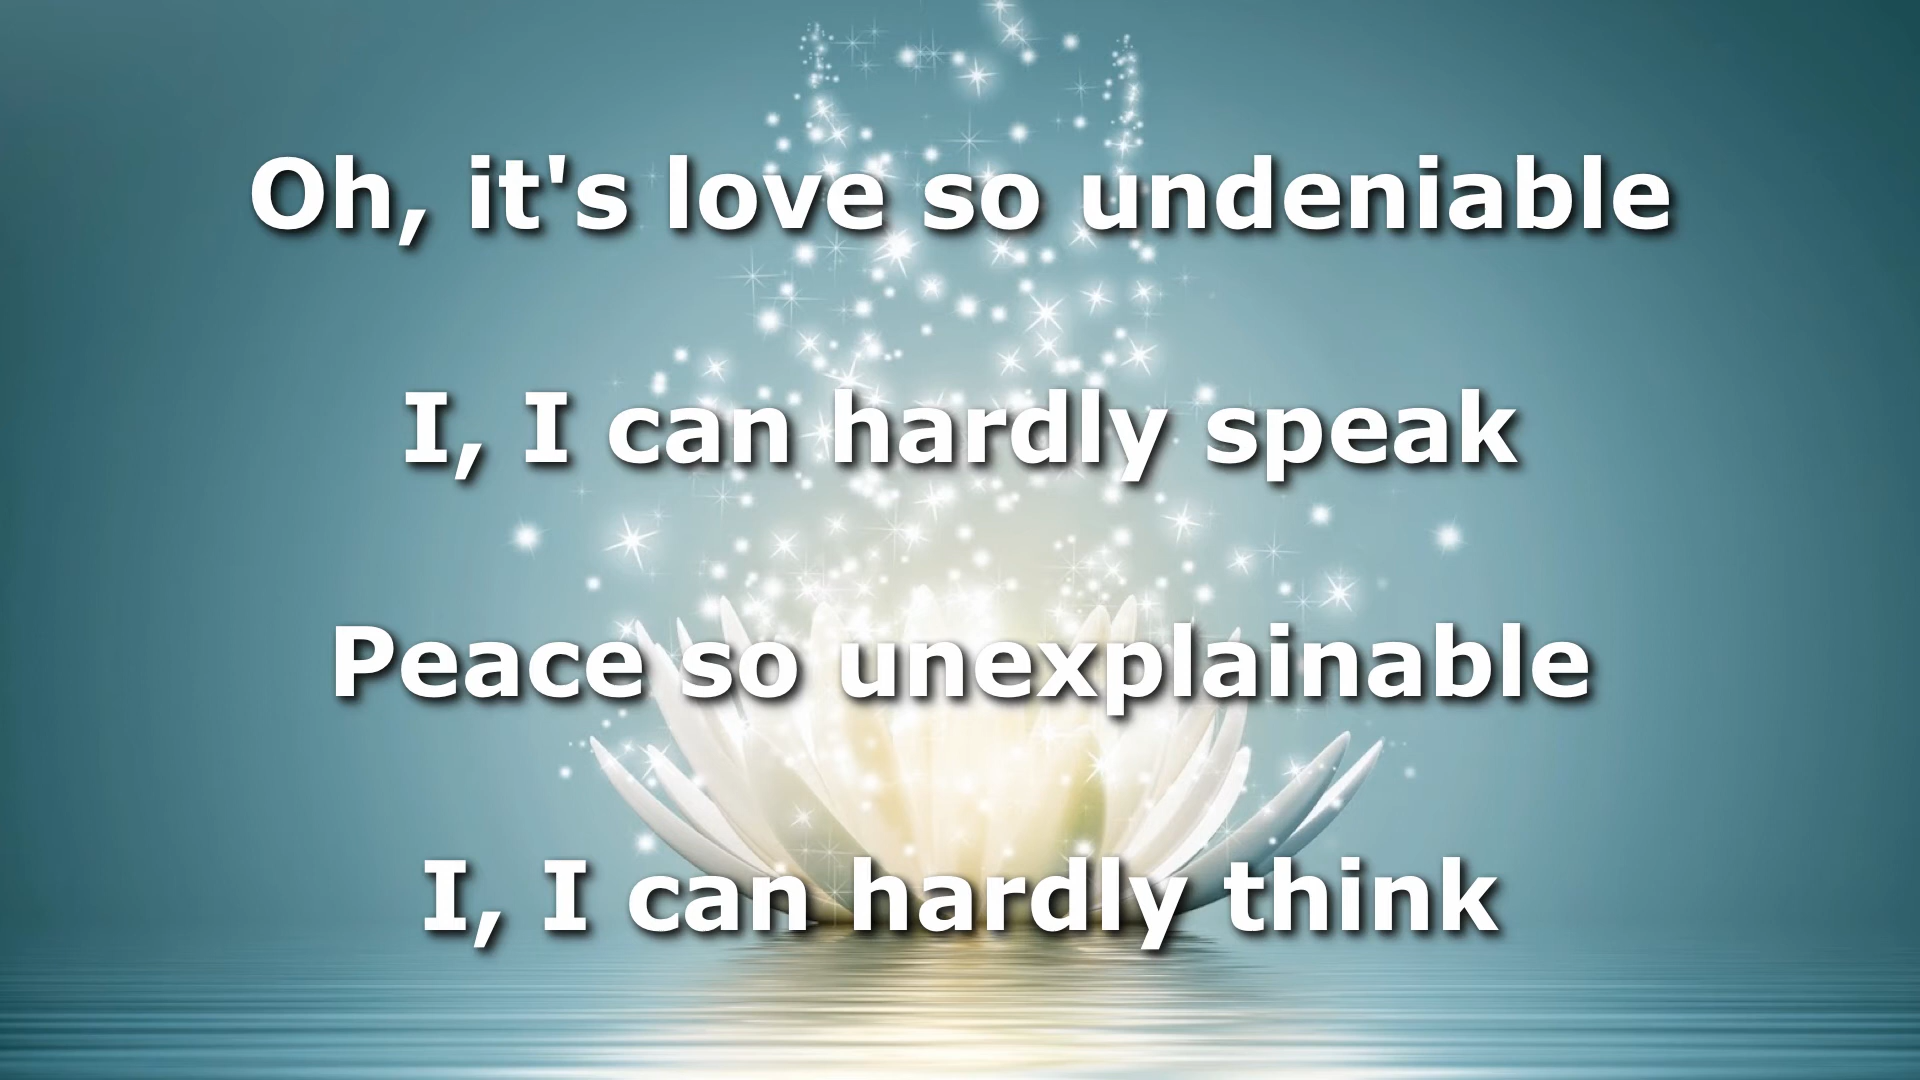 Oh, it's love so undeniable
I, I can hardly speak
Peace so unexplainable
I, I can hardly think